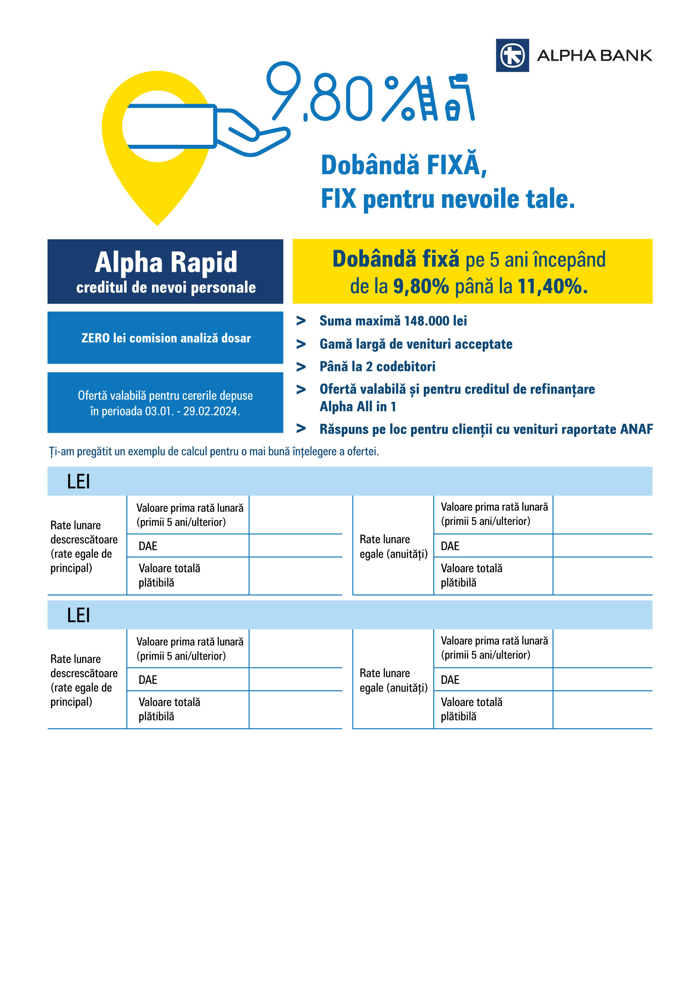 ALPHA BANK
9,80%
Dobândă FIXĂ,
FIX pentru nevoile tale.
Alpha Rapid
creditul de nevoi personale
Dobândă fixă pe 5 ani începând
de la 9,80% până la 11,40%.
ZERO lei comision analiză dosar
Ofertă valabilă pentru cererile depuse
în perioada 03.01. - 29.02.2024.
> Suma maximă 148.000 lei
> Gamă largă de venituri acceptate
> Până la 2 codebitori
> Ofertă valabilă și pentru creditul de refinanțare
Alpha All in 1
> Răspuns pe loc pentru clienții cu venituri raportate ANAF
Ți-am pregătit un exemplu de calcul pentru o mai bună înțelegere a ofertei.
LEI
Rate lunare
descrescătoare
(rate egale de
principal)
Valoare prima rată lunară
(primii 5 ani/ulterior)
DAE
Valoare totală
plătibilă
Rate lunare
egale (anuități)
Valoare prima rată lunară
(primii 5 ani/ulterior)
DAE
Valoare totală
plătibilă
LEI
Rate lunare
descrescătoare
(rate egale de
principal)
Valoare prima rată lunară
(primii 5 ani/ulterior)
DAE
Valoare totală
plătibilă
Rate lunare
egale (anuități)
Valoare prima rată lunară
(primii 5 ani/ulterior)
DAE
Valoare totală
plătibilă